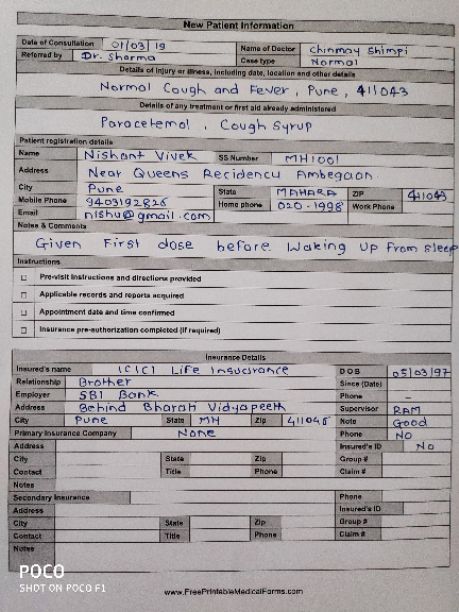 New Patient Information
Date of Consultation 01/03/19 Name of Doctor Chinmay Shimpi
Referred by Dr. Sharma Case type Normal
Details of injury or illness, including date, location and other details
Normal Cough and Fever, Pune, 411043
Details of any treatment or first aid already administered
Paracetemol, Cough Syrup
Patient registration details
Name Nishant Vivek SS Number MH1001
Address Near Queens Recidency Ambegaon
City Pune State MAHARA ZIP 411043
Mobile Phone 9403192826 Home phone 020-1998 Work Phone
Email nishu@gmail.com
Notes & Comments
Given First dose before Waking Up From sleep
Instructions
Pre-visit instructions and directions provided
Applicable records and reports acquired
Appointment date and time confirmed
Insurance pre-authorization completed (if required)
Insurance Details
Insured's name ICICI Life DOB 05/03/97
Relationship Brother Since (Date)
Employer SBI Bank Phone -
Address Behind Bharati Vidyapeeth Supervisor RAM
City Pune State MH Zip 411046 Note Good
Primary Insurance Company None Phone NO
Address Insured's ID No
City State Zip Group #
Contact Title Phone Claim #
Notes
Secondary Insurance Phone
Address Insured's ID
City State Zip Group #
Contact Title Phone Claim #
Notes
POCO
SHOT ON POCO F1
www.FreePrintableMedicalForms.com